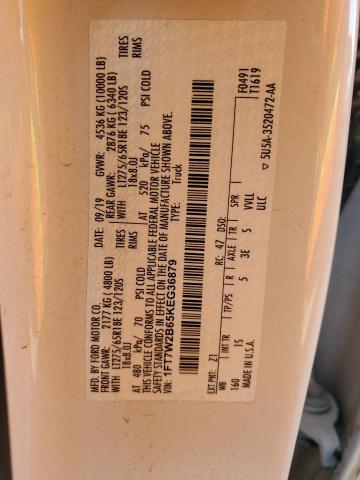 MFD. BY FORD MOTOR CO.
DATE: 09/19 GVWR: 4536 KG (10000 LB)
FRONT GAWR: 2177 KG ( 4800 LB) REAR GAWR: 2876 KG ( 6340 LB)
WITH LT275/65R18E 123/120S TIRES WITH LT275/65R18E 123/120S TIRES
18x8.0J RIMS 18x8.0J RIMS
AT 480 kPa/ 70 PSI COLD AT 520 kPa/ 75 PSI COLD
THIS VEHICLE CONFORMS TO ALL APPLICABLE FEDERAL MOTOR VEHICLE
SAFETY STANDARDS IN EFFECT ON THE DATE OF MANUFACTURE SHOWN ABOVE.
VIN: 1FT7W2B65KEG36879 TYPE: Truck
F0491
T1619
EXT PNT: Z1 RC: 47 DSO:
WB INT TR TP/PS R AXLE TR SPR
160 1S 5 3E S VVLL
MADE IN U.S.A. ULC
▽ 5U5A-3520472-AA